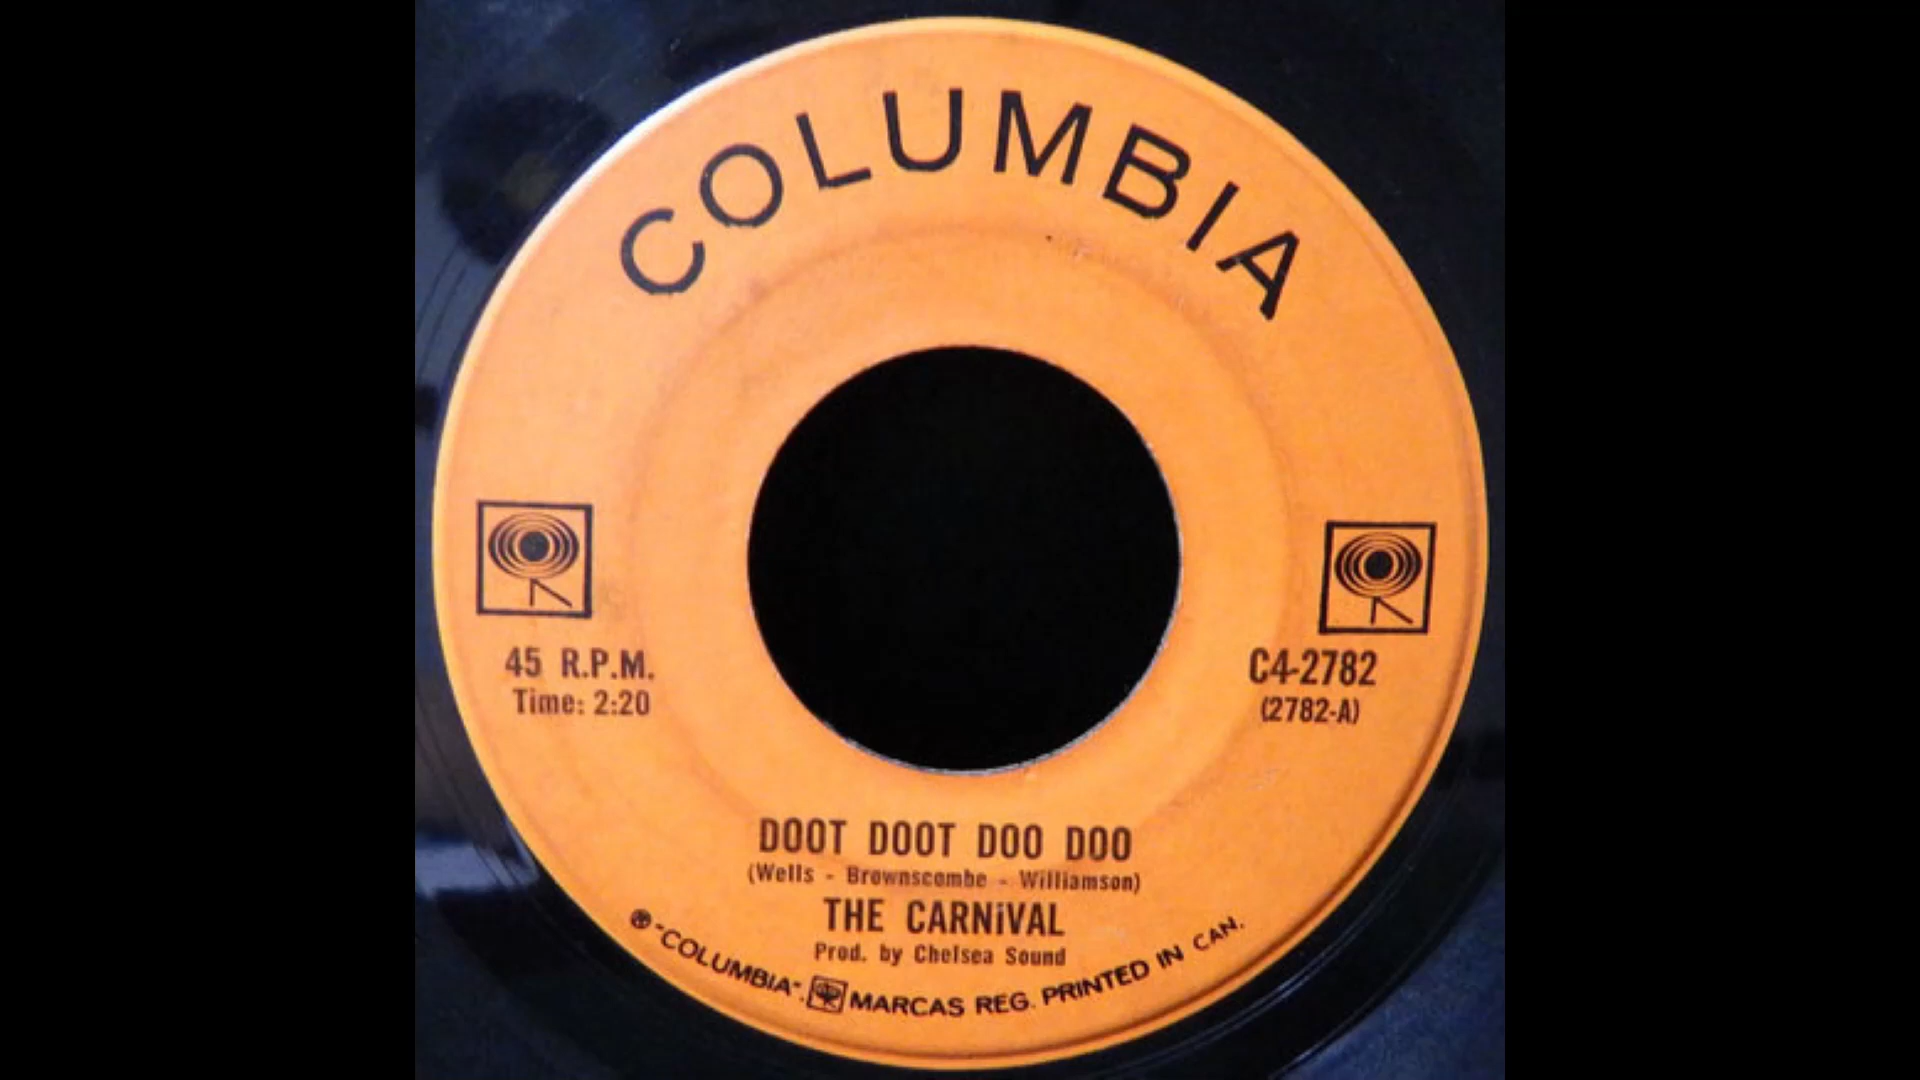 COLUMBIA
45 R.P.M.
Time: 2:20
C4-2782
(2782-A)
DOOT DOOT DOO DOO
(Wells - Brownscombe - Williamson)
THE CARNiVAL
Prod. by Chelsea Sound
℗ "COLUMBIA", MARCAS REG. PRINTED IN CAN.